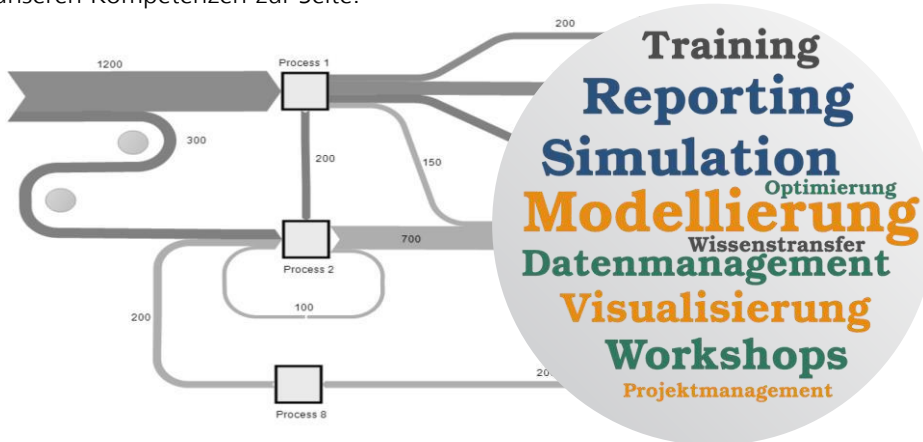 unseren Kompetenzen zur Seite.
200
1200
Process 1
300
200
150
700
Process 2
200
100
Process 8
Training
Reporting
Simulation
Optimierung
Modellierung
Wissenstransfer
Datenmanagement
Visualisierung
Workshops
Projektmanagement